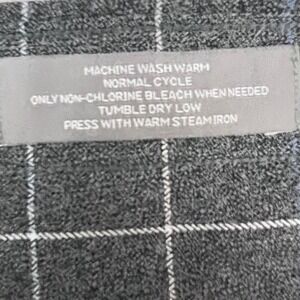 MACHINE WASH WARM
NORMAL CYCLE
ONLY NON-CHLORINE BLEACH WHEN NEEDED
TUMBLE DRY LOW
PRESS WITH WARM STEAM IRON